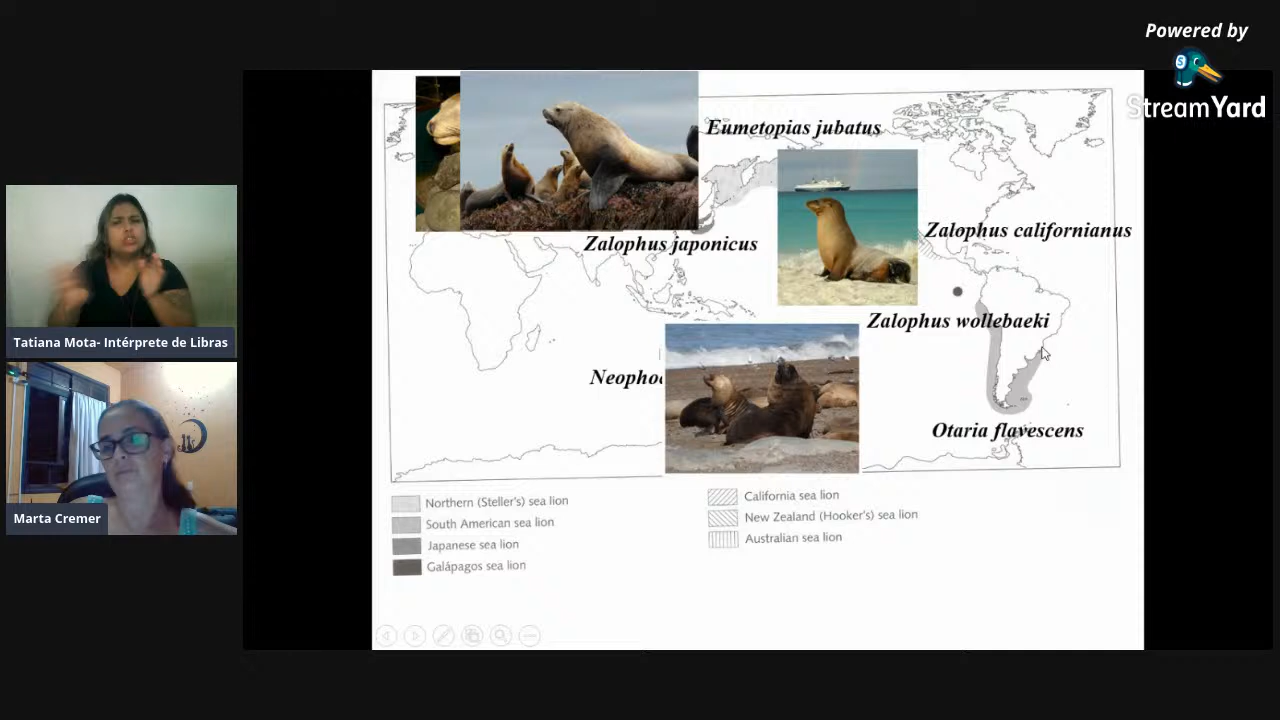 Powered by
StreamYard
Eumetopias jubatus
Zalophus japonicus
Zalophus californianus
Zalophus wollebaeki
Neophoc
Otaria flavescens
Northern (Steller's) sea lion
South American sea lion
Japanese sea lion
Galápagos sea lion
California sea lion
New Zealand (Hooker's) sea lion
Australian sea lion
Tatiana Mota- Intérprete de Libras
Marta Cremer